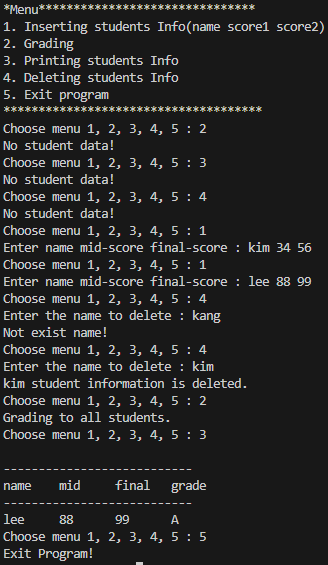 *Menu*******************************
1. Inserting students Info(name score1 score2)
2. Grading
3. Printing students Info
4. Deleting students Info
5. Exit program
*************************************
Choose menu 1, 2, 3, 4, 5 : 2
No student data!
Choose menu 1, 2, 3, 4, 5 : 3
No student data!
Choose menu 1, 2, 3, 4, 5 : 4
No student data!
Choose menu 1, 2, 3, 4, 5 : 1
Enter name mid-score final-score : kim 34 56
Choose menu 1, 2, 3, 4, 5 : 1
Enter name mid-score final-score : lee 88 99
Choose menu 1, 2, 3, 4, 5 : 4
Enter the name to delete : kang
Not exist name!
Choose menu 1, 2, 3, 4, 5 : 4
Enter the name to delete : kim
kim student information is deleted.
Choose menu 1, 2, 3, 4, 5 : 2
Grading to all students.
Choose menu 1, 2, 3, 4, 5 : 3

---------------------------
name    mid     final   grade
---------------------------
lee     88      99      A
Choose menu 1, 2, 3, 4, 5 : 5
Exit Program!